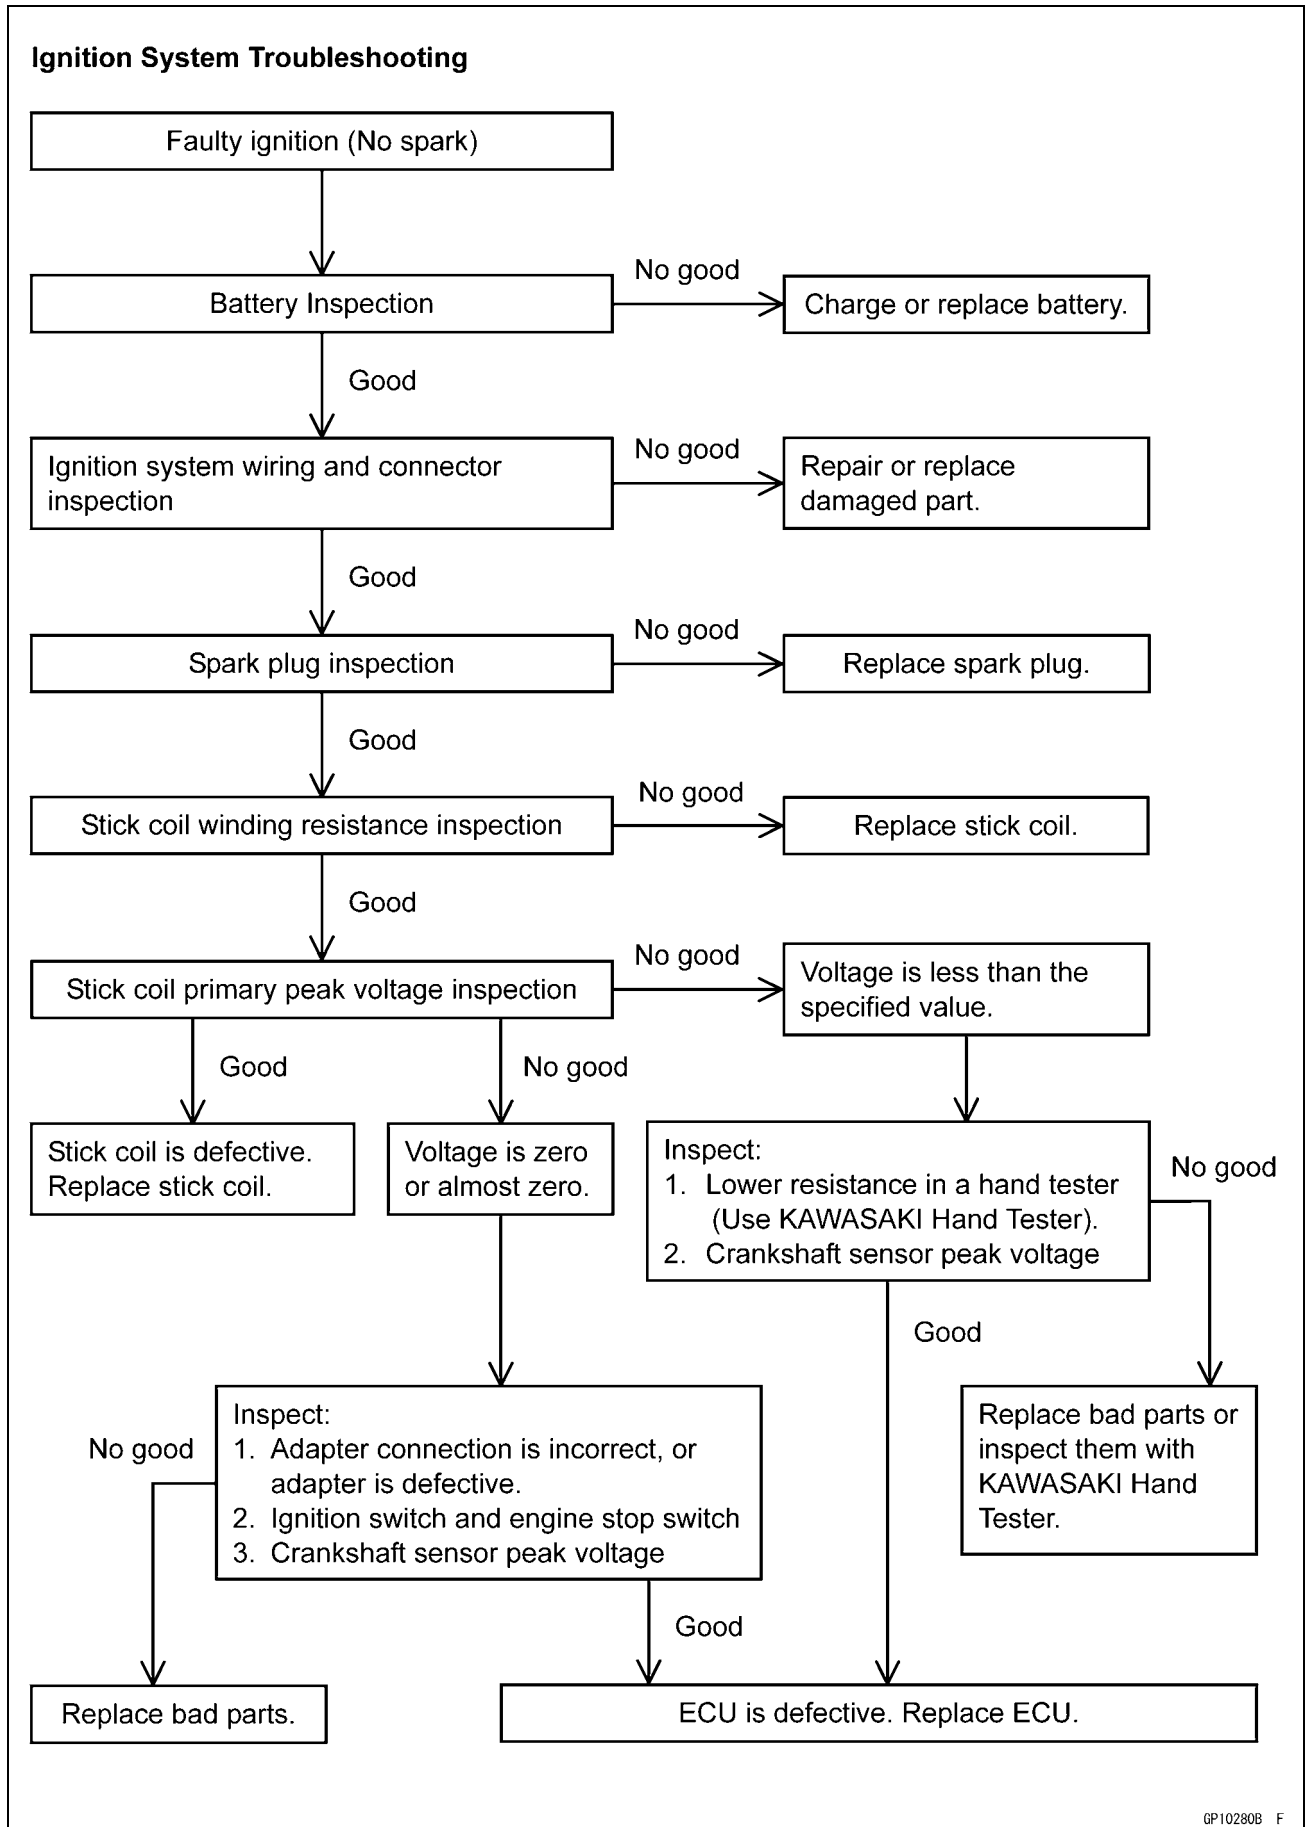 Ignition System Troubleshooting
Faulty ignition (No spark)
No good
Battery Inspection
Charge or replace battery.
Good
No good
Ignition system wiring and connector
inspection
Repair or replace
damaged part.
Good
No good
Spark plug inspection
Replace spark plug.
Good
No good
Stick coil winding resistance inspection
Replace stick coil.
Good
No good
Stick coil primary peak voltage inspection
Voltage is less than the
specified value.
Good
No good
Stick coil is defective.
Replace stick coil.
Voltage is zero
or almost zero.
Inspect:
1. Lower resistance in a hand tester
(Use KAWASAKI Hand Tester).
2. Crankshaft sensor peak voltage
No good
Good
Replace bad parts or
inspect them with
KAWASAKI Hand
Tester.
No good
Inspect:
1. Adapter connection is incorrect, or
adapter is defective.
2. Ignition switch and engine stop switch
3. Crankshaft sensor peak voltage
Good
Replace bad parts.
ECU is defective. Replace ECU.
GP10280B F